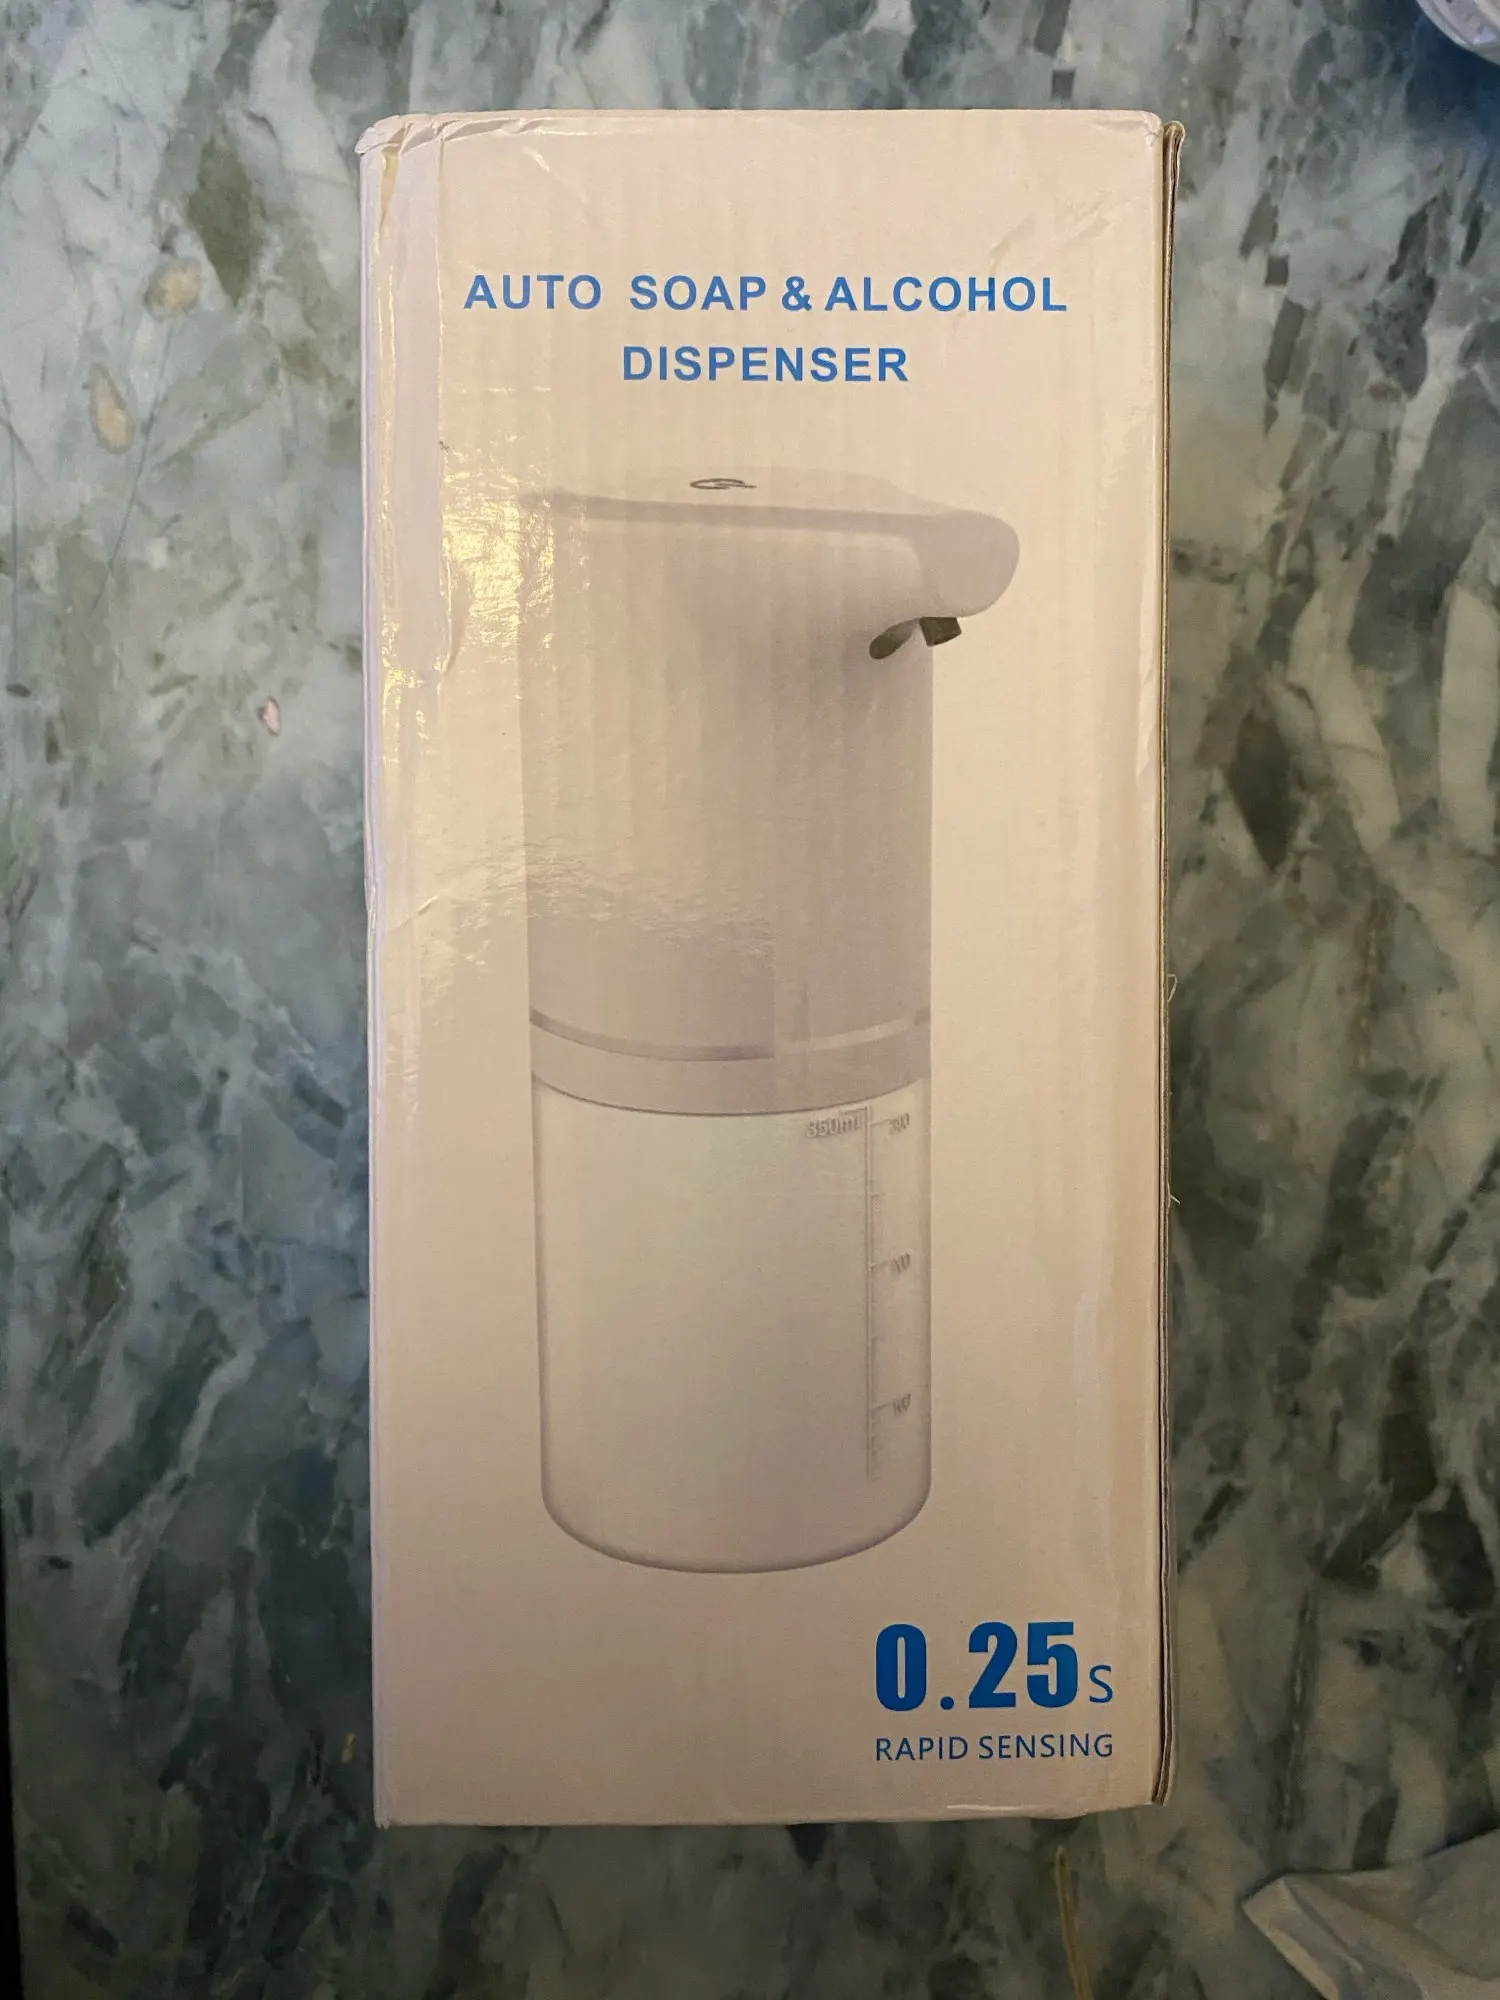 AUTO SOAP & ALCOHOL
DISPENSER
350ml
0.25s
RAPID SENSING